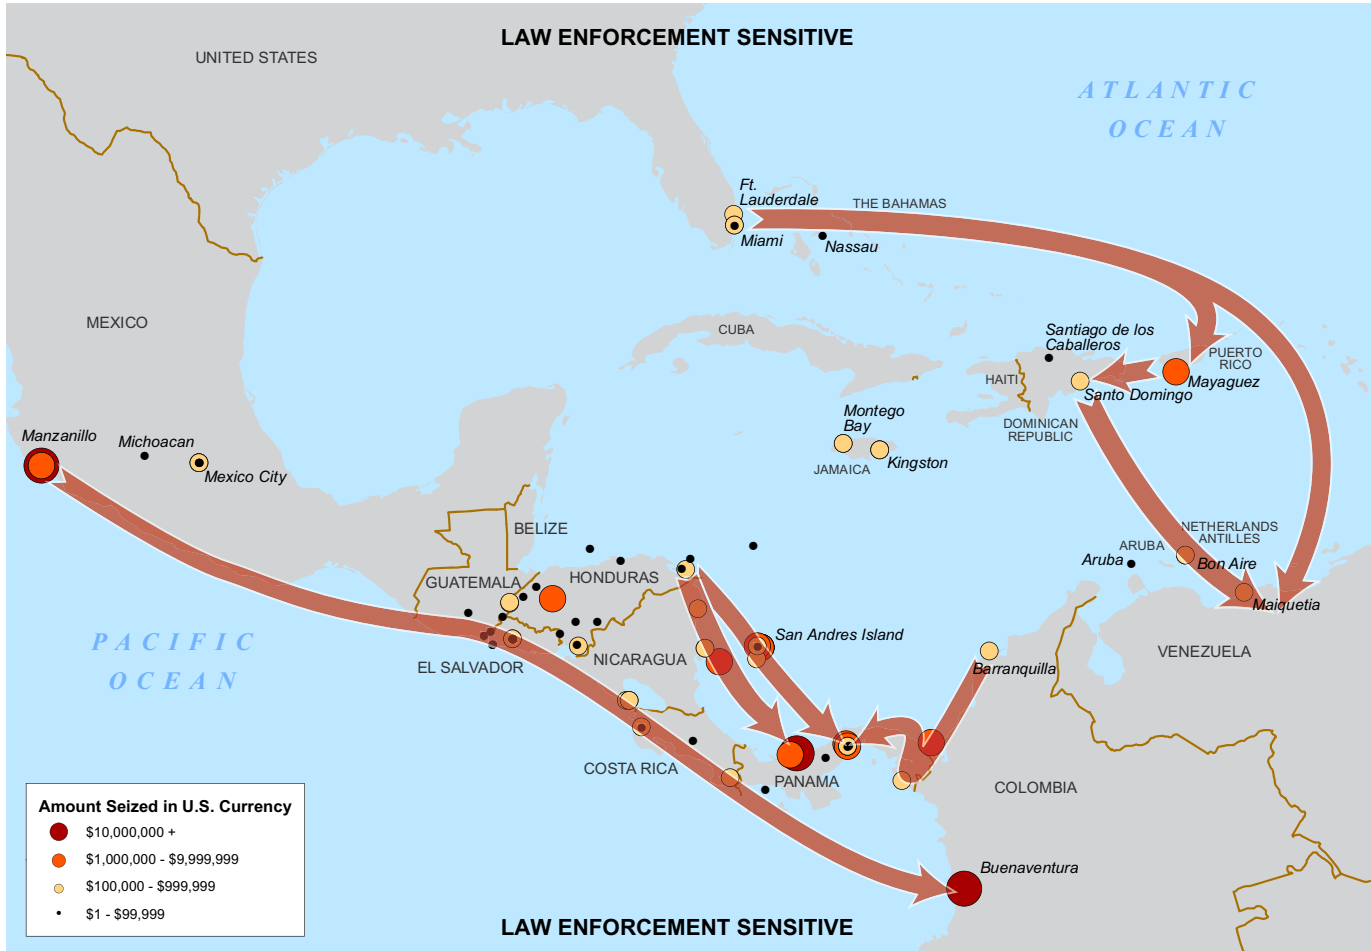 LAW ENFORCEMENT SENSITIVE
UNITED STATES
ATLANTIC
OCEAN
Ft.
Lauderdale
THE BAHAMAS
Miami
Nassau
MEXICO
CUBA
Santiago de los
Caballeros
PUERTO
RICO
HAITI
Mayaguez
Santo Domingo
DOMINICAN
REPUBLIC
Montego
Bay
JAMAICA
Kingston
Manzanillo
Michoacan
Mexico City
BELIZE
GUATEMALA
HONDURAS
NETHERLANDS
ANTILLES
ARUBA
Aruba
Bon Aire
Maiquetia
PACIFIC
OCEAN
EL SALVADOR
NICARAGUA
San Andres Island
Barranquilla
VENEZUELA
COSTA RICA
PANAMA
COLOMBIA
Buenaventura
Amount Seized in U.S. Currency
$10,000,000 +
$1,000,000 - $9,999,999
$100,000 - $999,999
$1 - $99,999
LAW ENFORCEMENT SENSITIVE